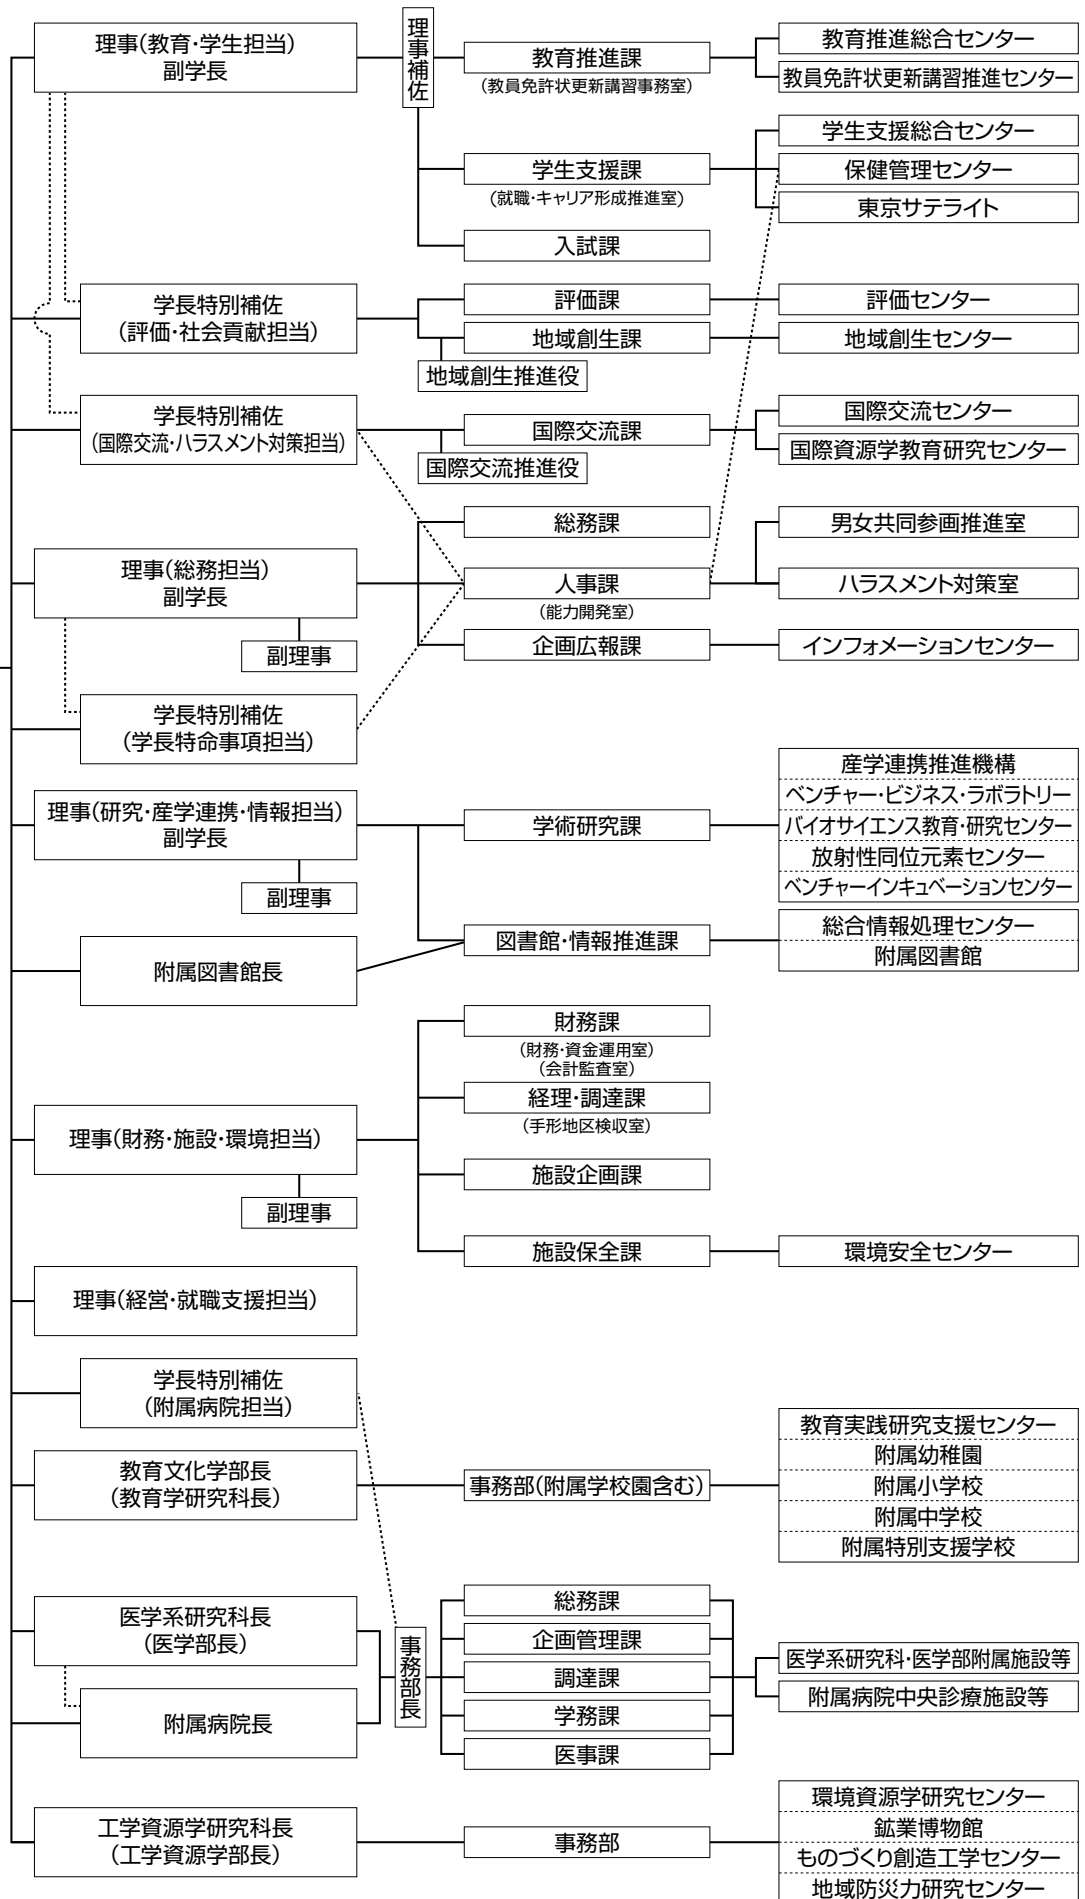 理事(教育・学生担当)
副学長
理事補佐
教育推進課
(教員免許状更新講習事務室)
教育推進総合センター
教員免許状更新講習推進センター
学生支援課
(就職・キャリア形成推進室)
学生支援総合センター
保健管理センター
東京サテライト
入試課
学長特別補佐
(評価・社会貢献担当)
評価課
評価センター
地域創生課
地域創生センター
地域創生推進役
学長特別補佐
(国際交流・ハラスメント対策担当)
国際交流課
国際交流推進役
国際交流センター
国際資源学教育研究センター
理事(総務担当)
副学長
副理事
総務課
人事課
(能力開発室)
男女共同参画推進室
ハラスメント対策室
企画広報課
インフォメーションセンター
学長特別補佐
(学長特命事項担当)
理事(研究・産学連携・情報担当)
副学長
副理事
学術研究課
産学連携推進機構
ベンチャー・ビジネス・ラボラトリー
バイオサイエンス教育・研究センター
放射性同位元素センター
ベンチャーインキュベーションセンター
附属図書館長
図書館・情報推進課
総合情報処理センター
附属図書館
理事(財務・施設・環境担当)
副理事
財務課
(財務・資金運用室)
(会計監査室)
経理・調達課
(手形地区検収室)
施設企画課
施設保全課
環境安全センター
理事(経営・就職支援担当)
学長特別補佐
(附属病院担当)
教育文化学部長
(教育学研究科長)
事務部(附属学校園含む)
教育実践研究支援センター
附属幼稚園
附属小学校
附属中学校
附属特別支援学校
医学系研究科長
(医学部長)
附属病院長
事務部長
総務課
企画管理課
調達課
学務課
医事課
医学系研究科・医学部附属施設等
附属病院中央診療施設等
工学資源学研究科長
(工学資源学部長)
事務部
環境資源学研究センター
鉱業博物館
ものづくり創造工学センター
地域防災力研究センター